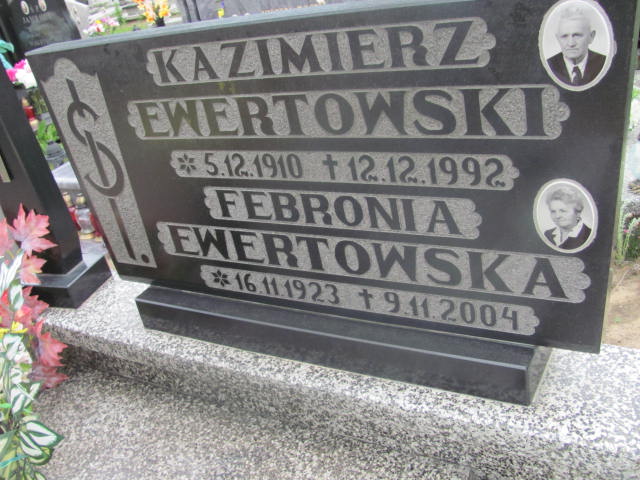 KAZIMIERZ
EWERTOWSKI
* 5.12.1910 † 12.12.1992
FEBRONIA
EWERTOWSKA
* 16.11.1923 † 9.11.2004